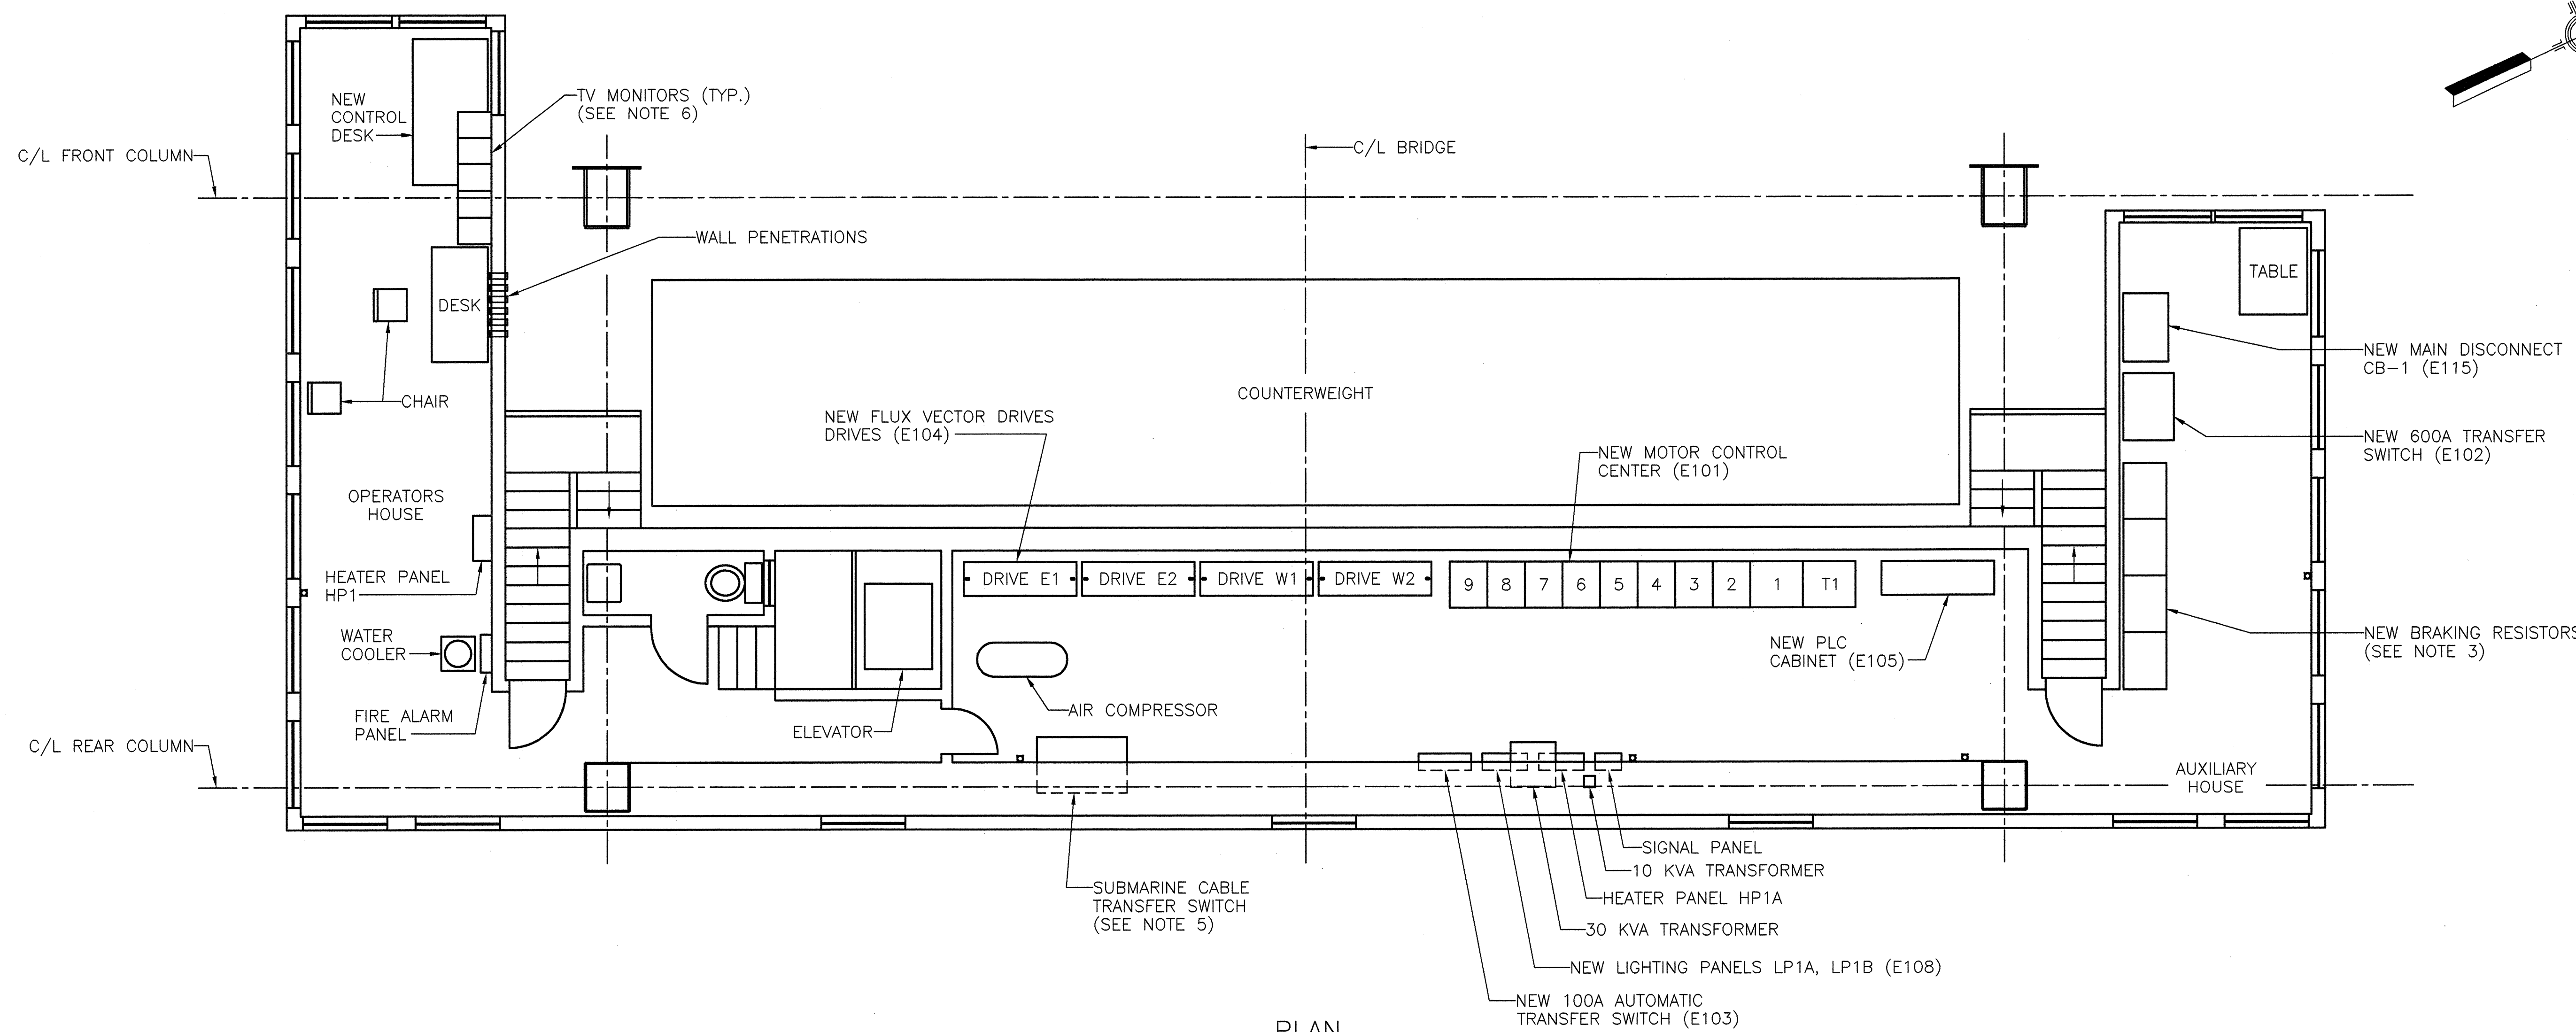 NEW
CONTROL
DESK
TV MONITORS (TYP.)
(SEE NOTE 6)
C/L FRONT COLUMN
C/L BRIDGE
WALL PENETRATIONS
DESK
TABLE
CHAIR
COUNTERWEIGHT
NEW MAIN DISCONNECT
CB-1 (E115)
NEW FLUX VECTOR DRIVES
DRIVES (E104)
NEW MOTOR CONTROL
CENTER (E101)
NEW 600A TRANSFER
SWITCH (E102)
OPERATORS
HOUSE
HEATER PANEL
HP1
DRIVE E1
DRIVE E2
DRIVE W1
DRIVE W2
9
8
7
6
5
4
3
2
1
T1
WATER
COOLER
NEW PLC
CABINET (E105)
NEW BRAKING RESISTORS
(SEE NOTE 3)
FIRE ALARM
PANEL
ELEVATOR
AIR COMPRESSOR
C/L REAR COLUMN
AUXILIARY
HOUSE
SIGNAL PANEL
10 KVA TRANSFORMER
SUBMARINE CABLE
TRANSFER SWITCH
(SEE NOTE 5)
HEATER PANEL HP1A
30 KVA TRANSFORMER
NEW LIGHTING PANELS LP1A, LP1B (E108)
NEW 100A AUTOMATIC
TRANSFER SWITCH (E103)
PLAN